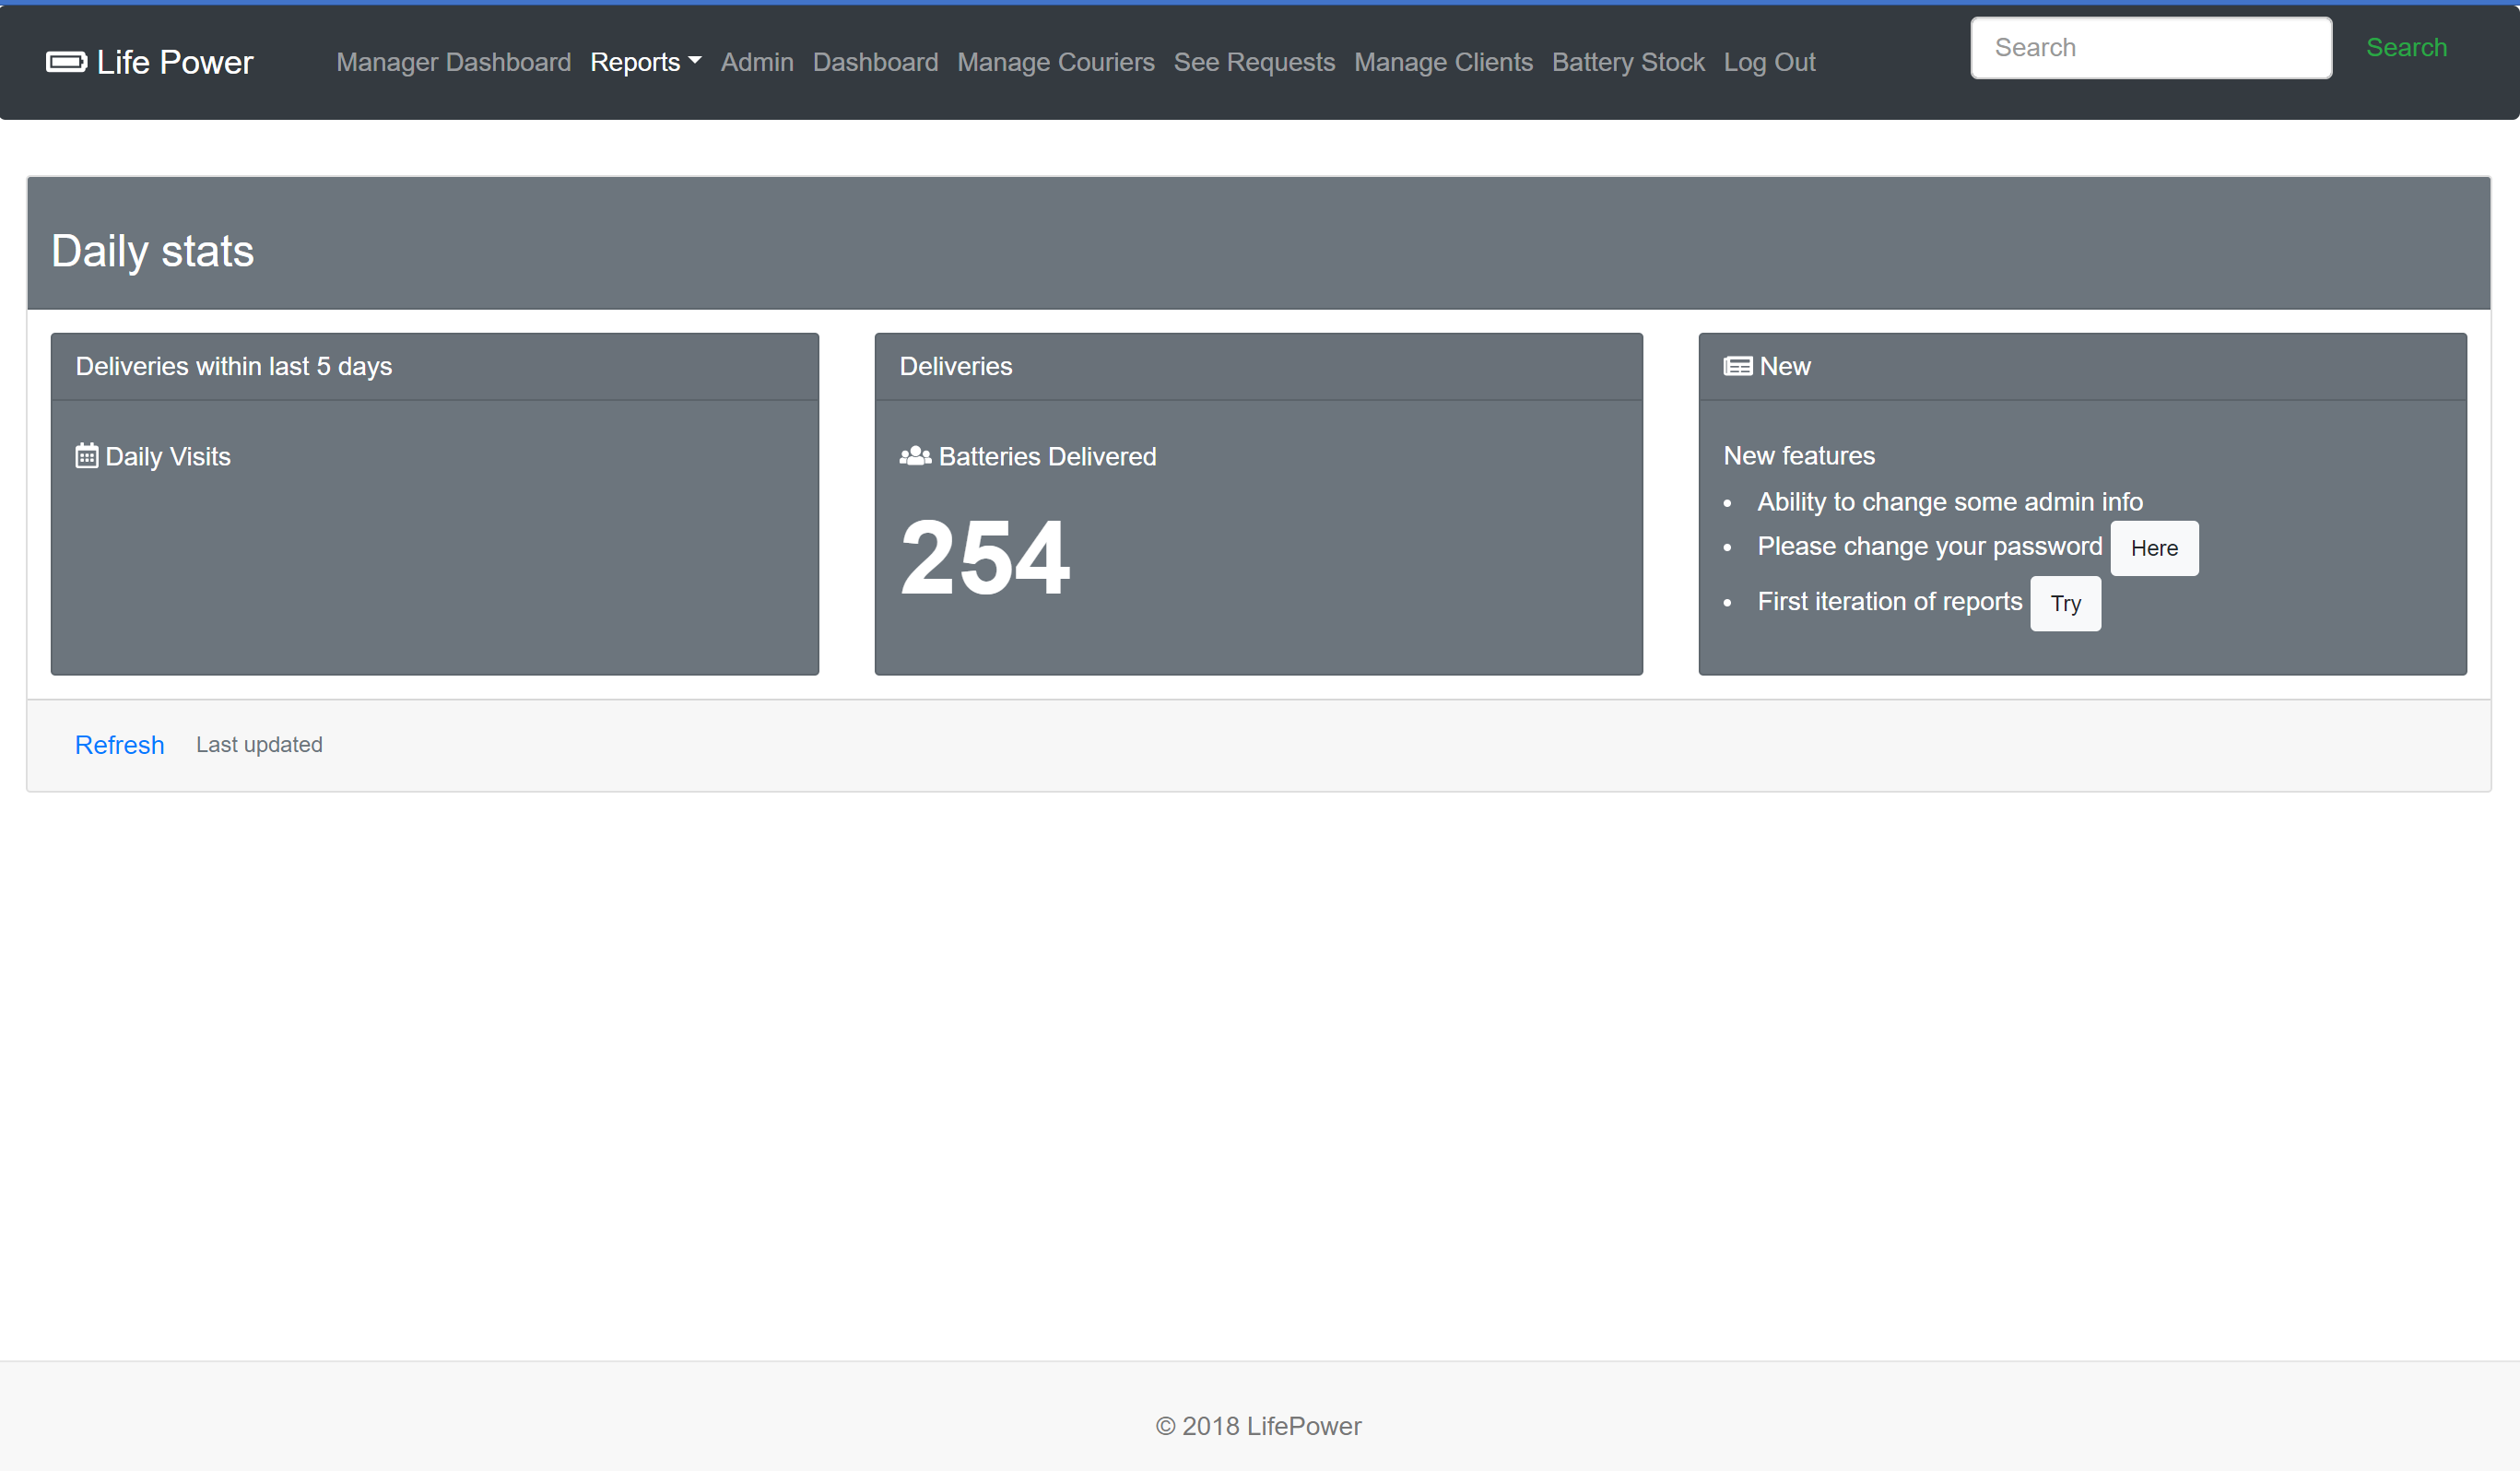 Life Power Manager Dashboard Reports Admin Dashboard Manage Couriers See Requests Manage Clients Battery Stock Log Out Search Search
Daily stats
Deliveries within last 5 days
Daily Visits
Deliveries
Batteries Delivered
254
New
New features
Ability to change some admin info
Please change your password Here
First iteration of reports Try
Refresh Last updated
© 2018 LifePower